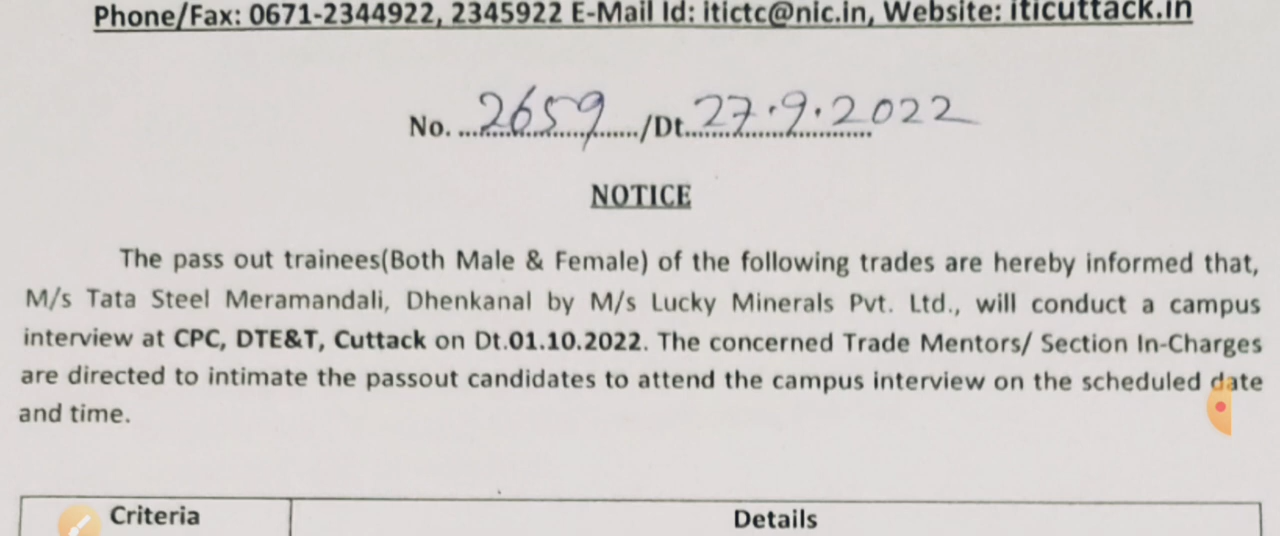 Phone/Fax: 0671-2344922, 2345922 E-Mail Id: itictc@nic.in, Website: iticuttack.in
No. ...2659....../Dt...27.9.2022
NOTICE
The pass out trainees(Both Male & Female) of the following trades are hereby informed that,
M/s Tata Steel Meramandali, Dhenkanal by M/s Lucky Minerals Pvt. Ltd., will conduct a campus
interview at CPC, DTE&T, Cuttack on Dt.01.10.2022. The concerned Trade Mentors/ Section In-Charges
are directed to intimate the passout candidates to attend the campus interview on the scheduled date
and time.
Criteria Details